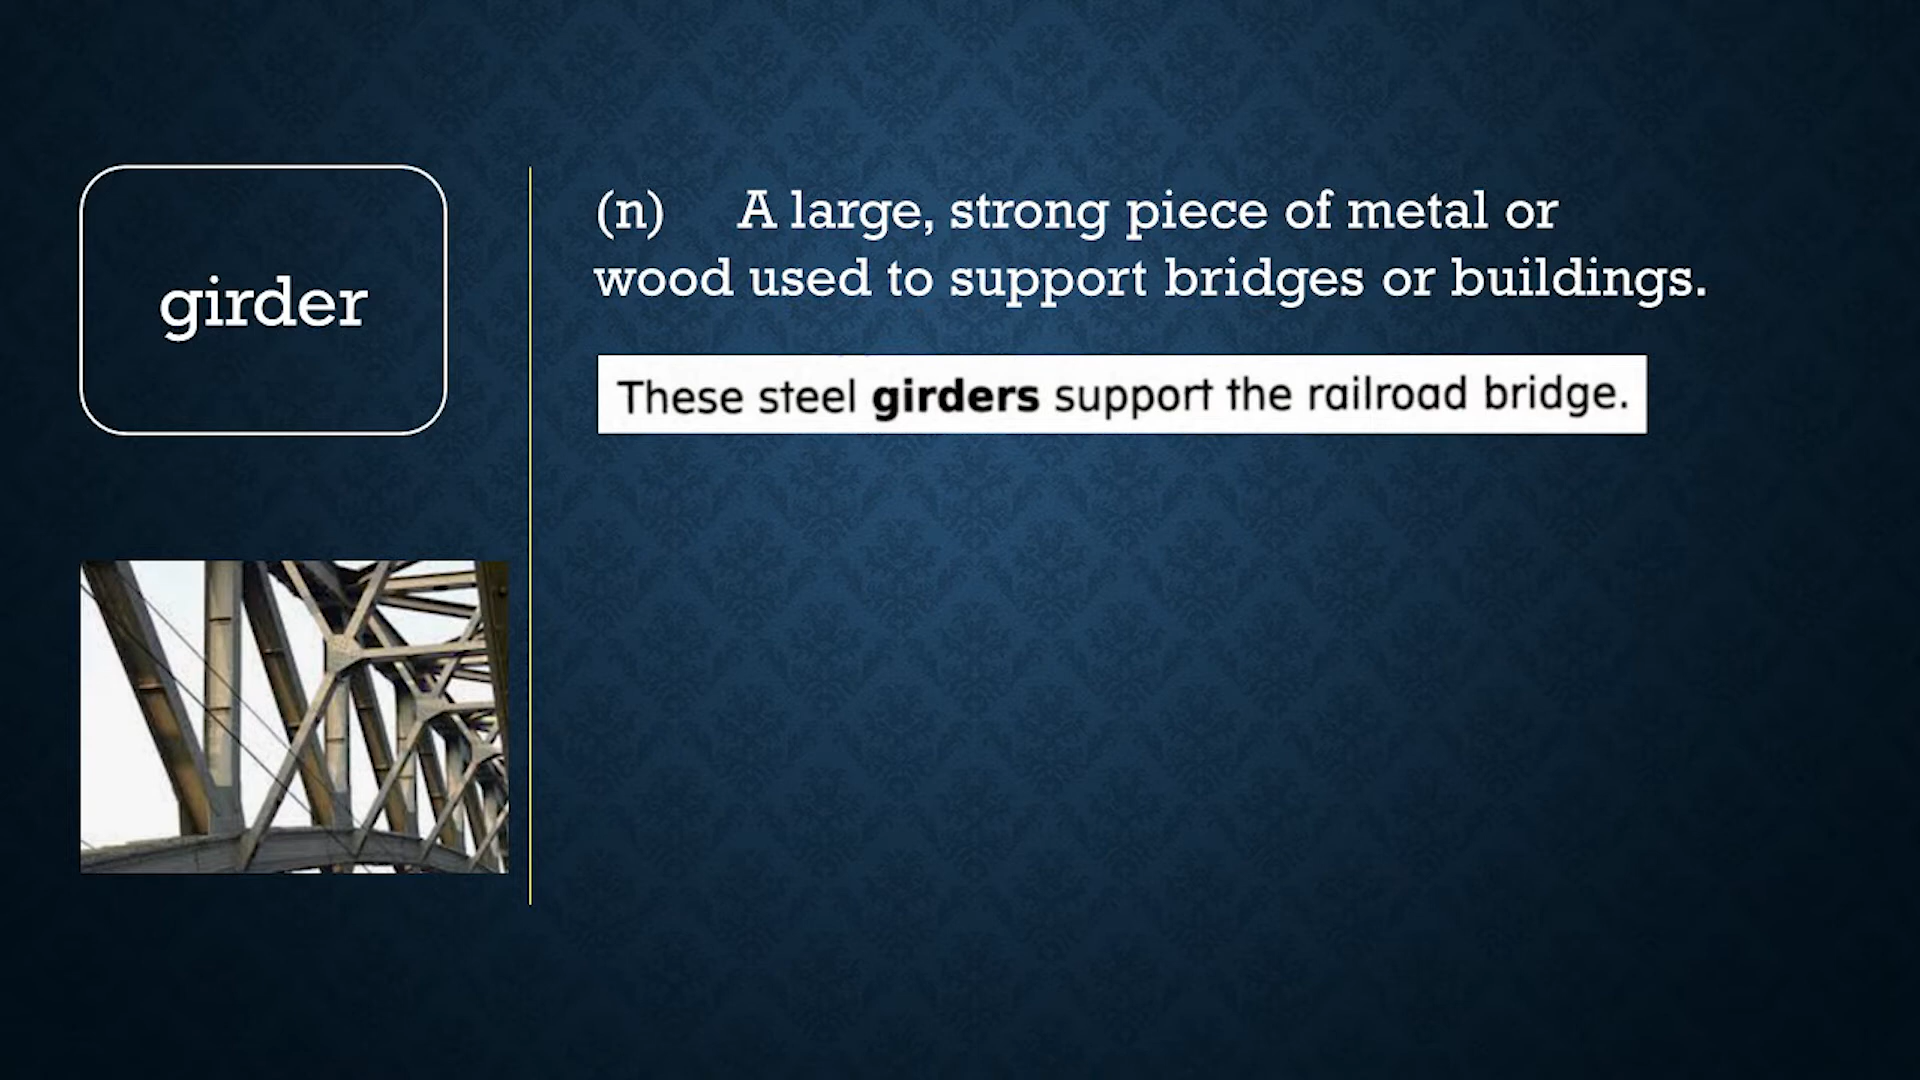 girder
(n) A large, strong piece of metal or
wood used to support bridges or buildings.
These steel girders support the railroad bridge.